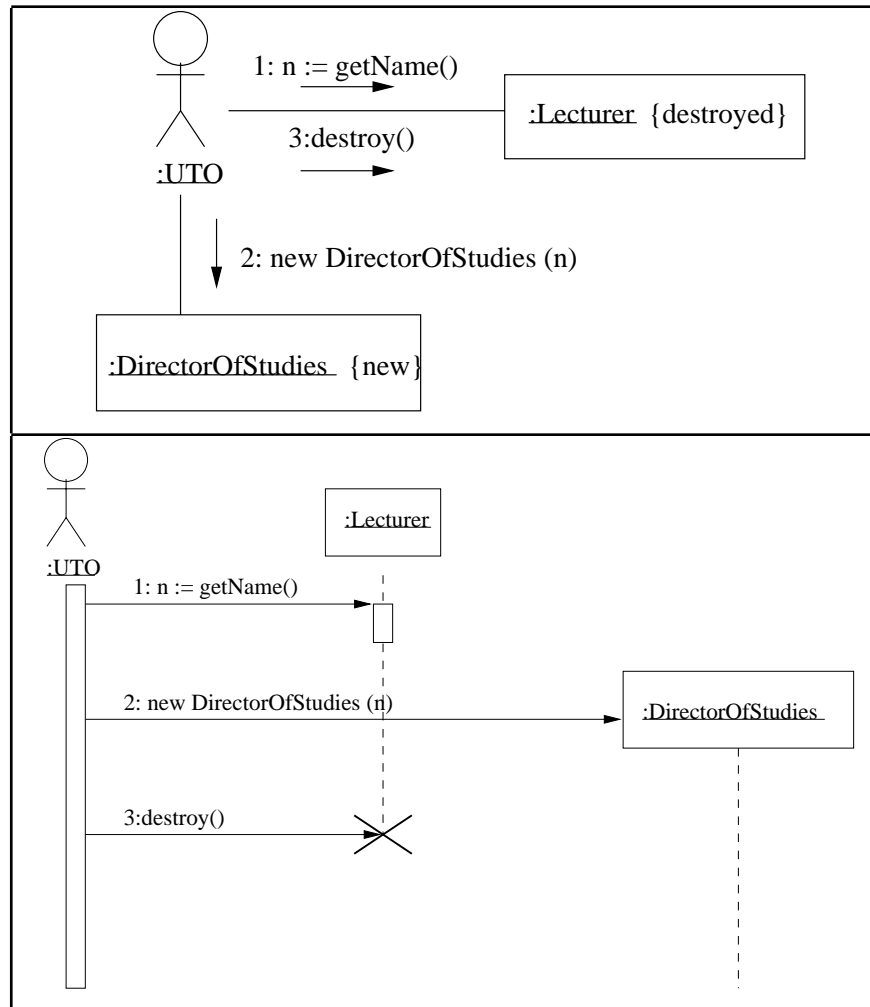 1: n := getName()
:Lecturer {destroyed}
3:destroy()
:UTO
2: new DirectorOfStudies (n)
:DirectorOfStudies {new}
:Lecturer
:UTO
1: n := getName()
2: new DirectorOfStudies (n)
:DirectorOfStudies
3:destroy()